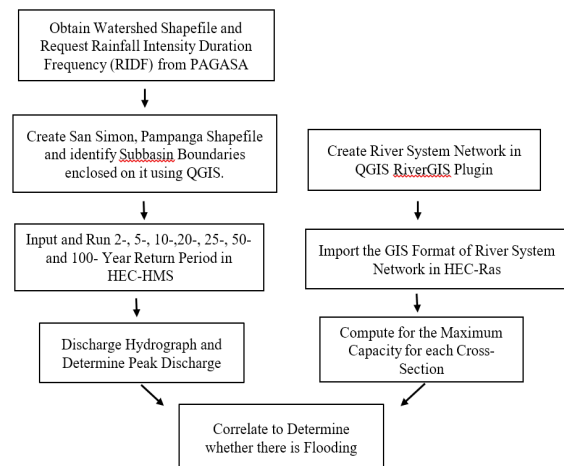 Obtain Watershed Shapefile and
Request Rainfall Intensity Duration
Frequency (RIDF) from PAGASA
Create San Simon, Pampanga Shapefile
and identify Subbasin Boundaries
enclosed on it using QGIS.
Input and Run 2-, 5-, 10-,20-, 25-, 50-
and 100- Year Return Period in
HEC-HMS
Discharge Hydrograph and
Determine Peak Discharge
Create River System Network in
QGIS RiverGIS Plugin
Import the GIS Format of River System
Network in HEC-Ras
Compute for the Maximum
Capacity for each Cross-
Section
Correlate to Determine
whether there is Flooding